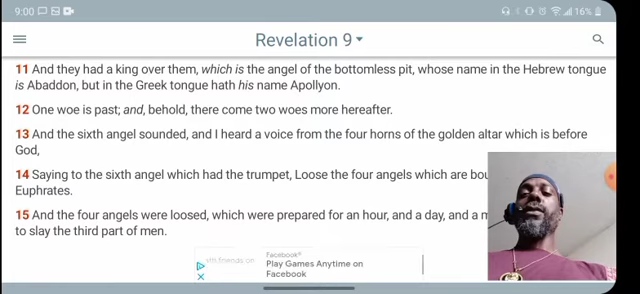 9:00 16%
Revelation 9
11 And they had a king over them, which is the angel of the bottomless pit, whose name in the Hebrew tongue
is Abaddon, but in the Greek tongue hath his name Apollyon.
12 One woe is past; and, behold, there come two woes more hereafter.
13 And the sixth angel sounded, and I heard a voice from the four horns of the golden altar which is before
God,
14 Saying to the sixth angel which had the trumpet, Loose the four angels which are
Euphrates.
15 And the four angels were loosed, which were prepared for an hour, and a day, and a
to slay the third part of men.
Facebook®
Play Games Anytime on
Facebook